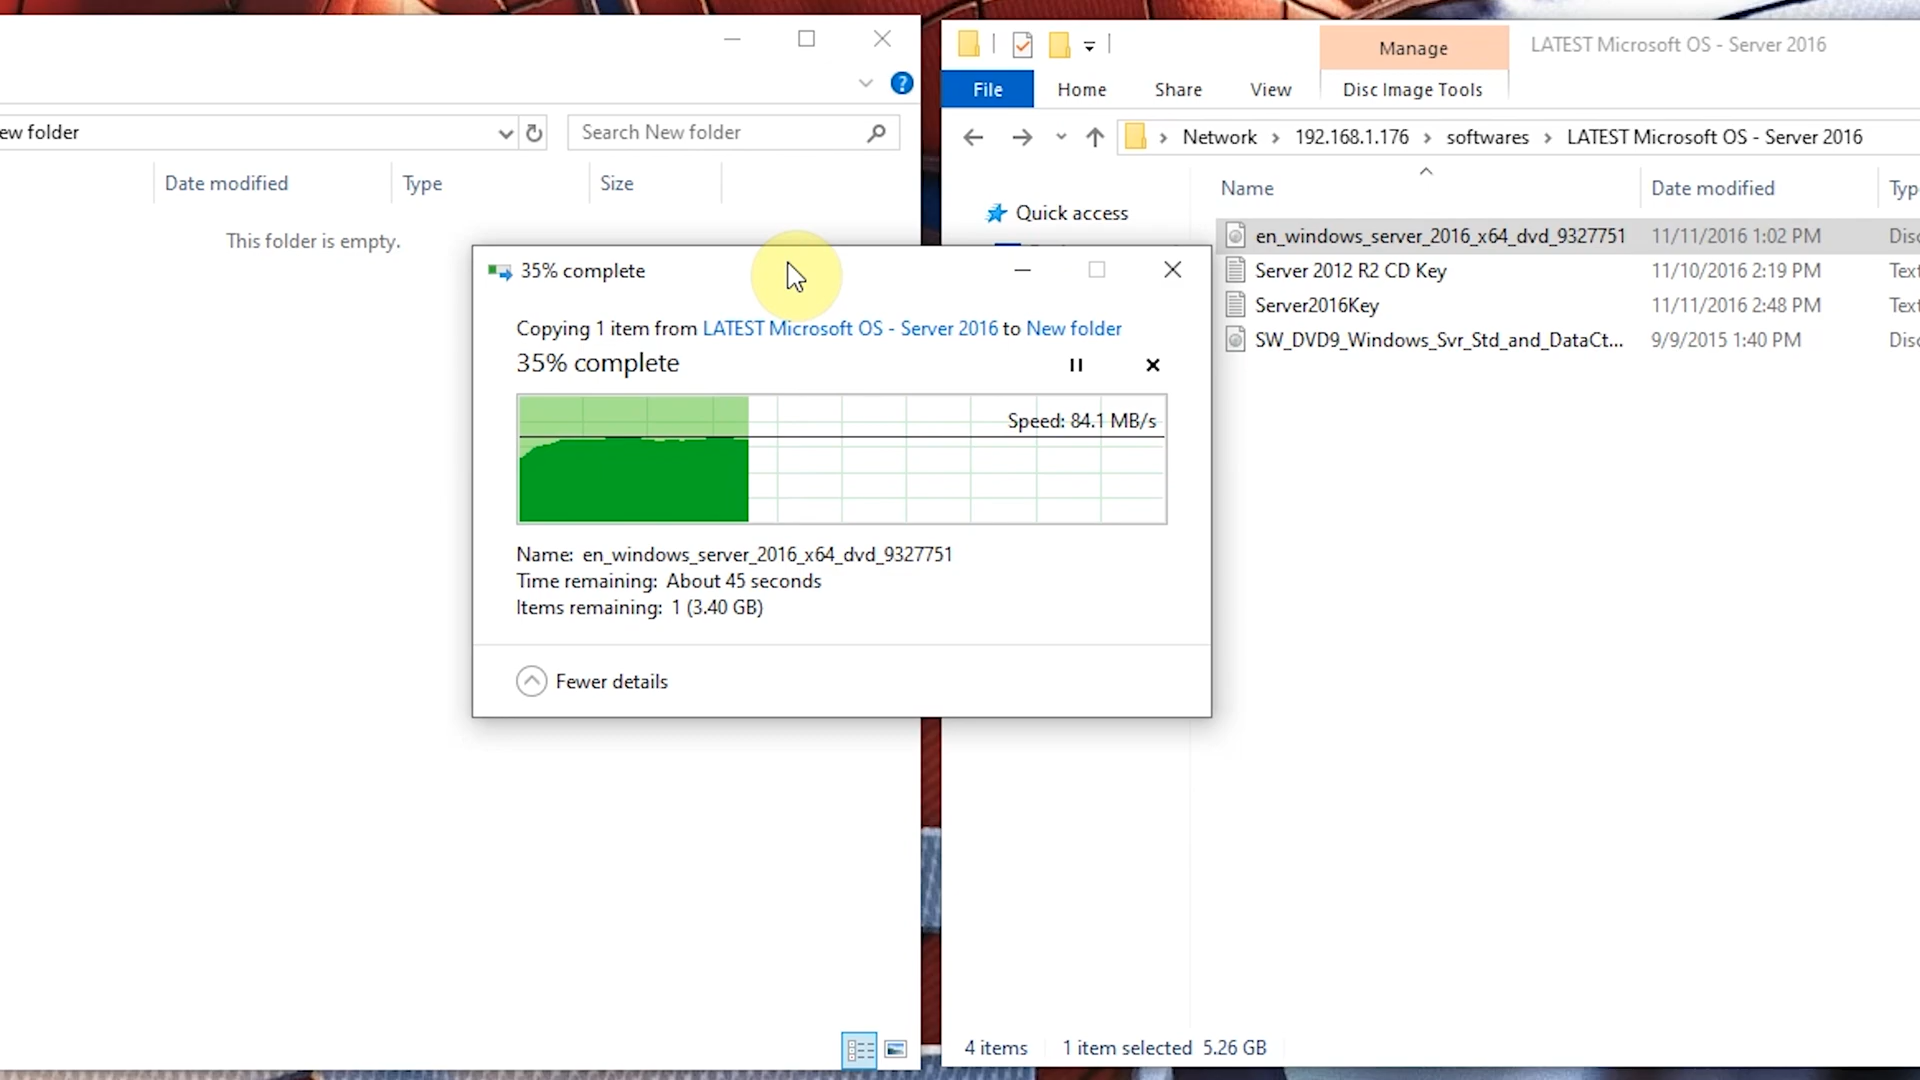 ew folder
Search New folder
Date modified
Type
Size
This folder is empty.
Manage
LATEST Microsoft OS - Server 2016
File
Home
Share
View
Disc Image Tools
Network
192.168.1.176
softwares
LATEST Microsoft OS - Server 2016
Quick access
Name
Date modified
Typ
en_windows_server_2016_x64_dvd_9327751 11/11/2016 1:02 PM Disc
Server 2012 R2 CD Key 11/10/2016 2:19 PM Text
Server2016Key 11/11/2016 2:48 PM Text
SW_DVD9_Windows_Svr_Std_and_DataCt... 9/9/2015 1:40 PM Disc
35% complete
Copying 1 item from LATEST Microsoft OS - Server 2016 to New folder
35% complete
Speed: 84.1 MB/s
Name: en_windows_server_2016_x64_dvd_9327751
Time remaining: About 45 seconds
Items remaining: 1 (3.40 GB)
Fewer details
4 items
1 item selected 5.26 GB